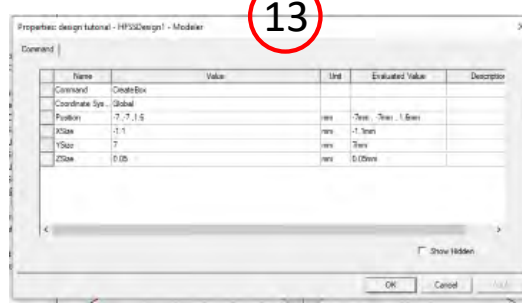 13
Properties: design tutorial - HFSSDesign1 - Modeler
Command
Name Value Unit Evaluated Value Description
Command CreateBox
Coordinate Sys... Global
Position -7,-7,1.6 mm -7mm , -7mm , 1.6mm
XSize -1.1 mm -1.1mm
YSize 7 mm 7mm
ZSize 0.05 mm 0.05mm
Show Hidden
OK Cancel